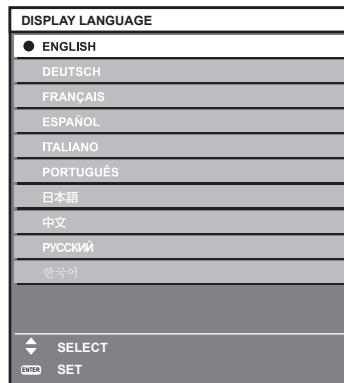 DISPLAY LANGUAGE
ENGLISH
DEUTSCH
FRANÇAIS
ESPAÑOL
ITALIANO
PORTUGUÊS
日本語
中文
РУССКИЙ
한국어
SELECT
ENTER SET